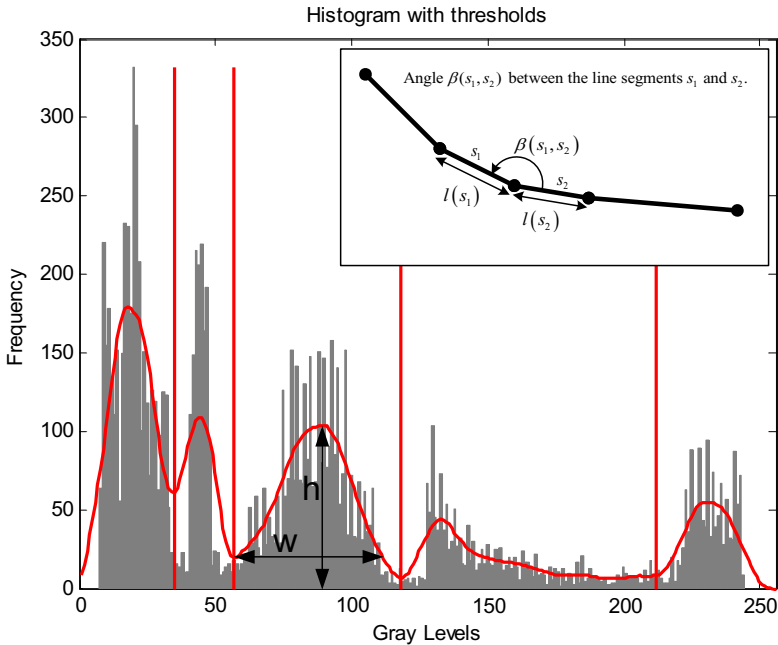 Histogram with thresholds
350
300
250
200
150
100
50
0
Frequency
Angle β(s₁, s₂) between the line segments s₁ and s₂.
s₁
β(s₁, s₂)
s₂
l(s₁)
l(s₂)
h
w
0 50 100 150 200 250
Gray Levels